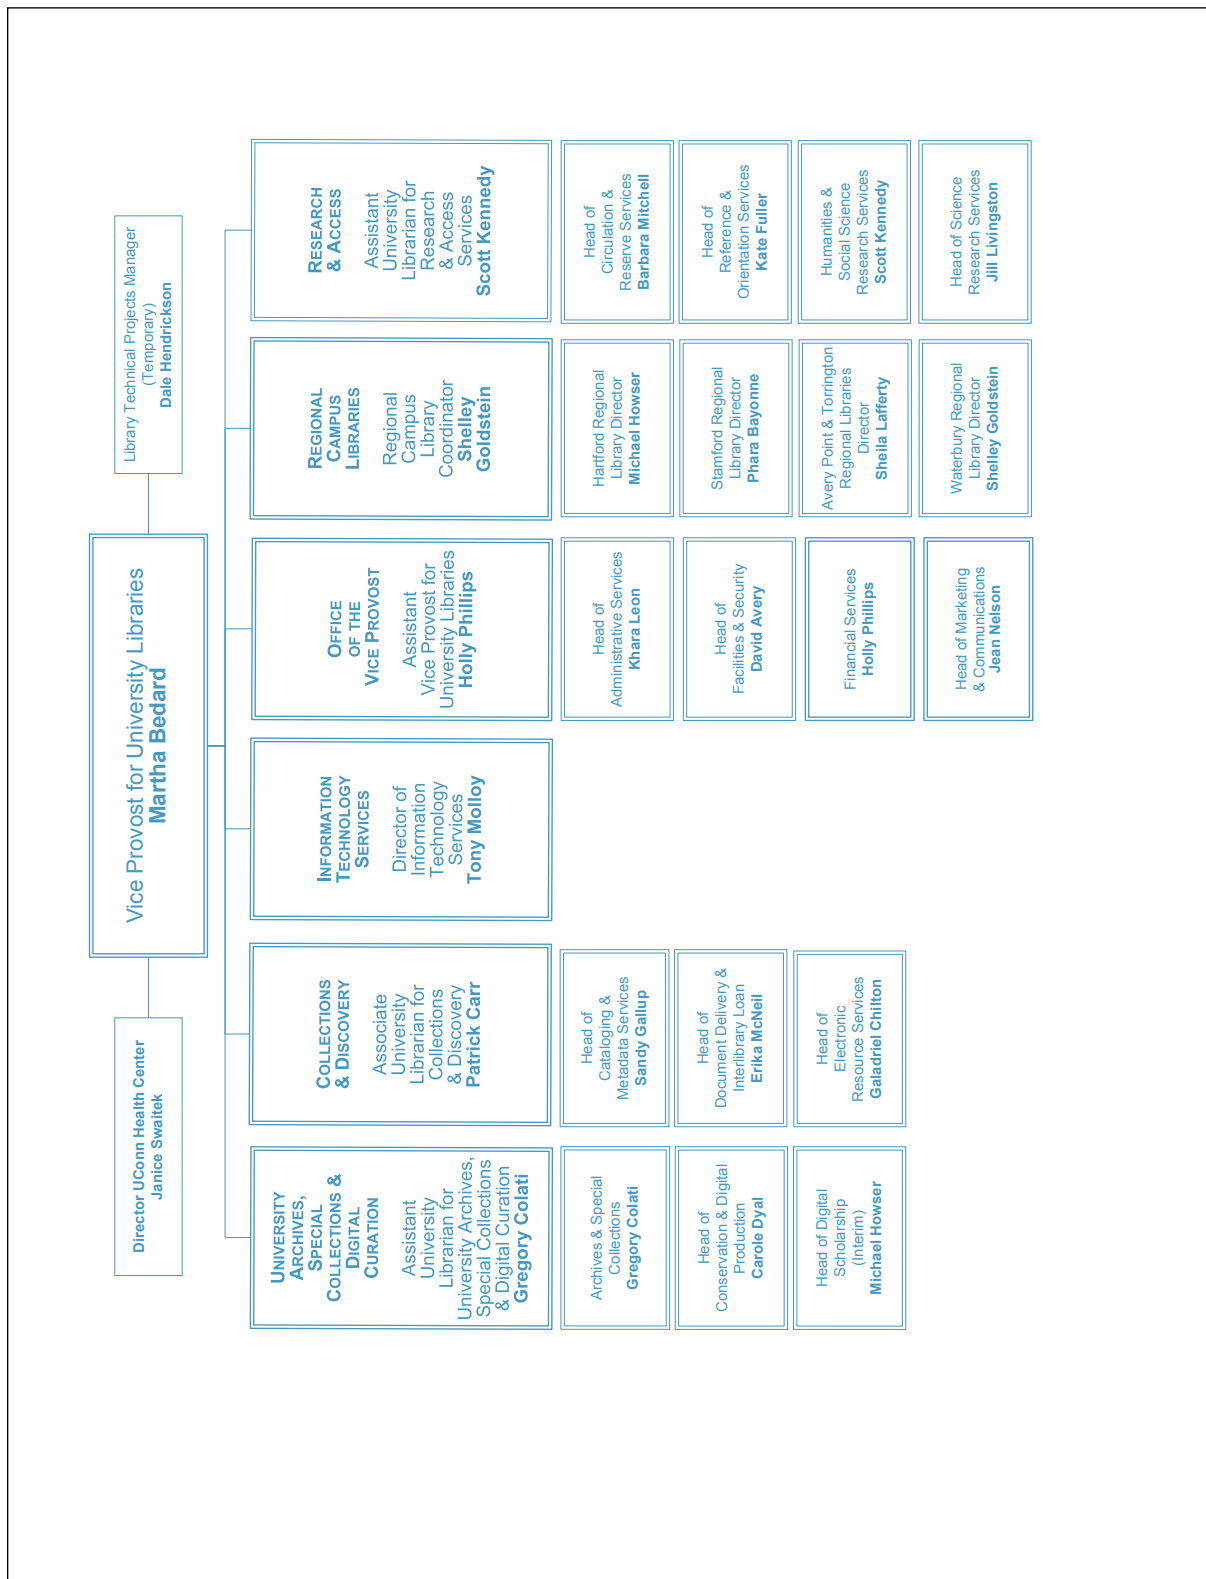 Vice Provost for University Libraries
Martha Bedard
Director UConn Health Center
Janice Swaitek
Library Technical Projects Manager
(Temporary)
Dale Hendrickson
UNIVERSITY
ARCHIVES,
SPECIAL
COLLECTIONS &
DIGITAL
CURATION
Assistant
University
Librarian for
University Archives,
Special Collections
& Digital Curation
Gregory Colati
Archives & Special
Collections
Gregory Colati
Head of
Conservation & Digital
Production
Carole Dyal
Head of Digital
Scholarship
(Interim)
Michael Howser
COLLECTIONS
& DISCOVERY
Associate
University
Librarian for
Collections
& Discovery
Patrick Carr
Head of
Cataloging &
Metadata Services
Sandy Gallup
Head of
Document Delivery &
Interlibrary Loan
Erika McNeil
Head of
Electronic
Resource Services
Galadriel Chilton
INFORMATION
TECHNOLOGY
SERVICES
Director of
Information
Technology
Services
Tony Molloy
OFFICE
OF THE
VICE PROVOST
Assistant
Vice Provost for
University Libraries
Holly Phillips
Head of
Administrative Services
Khara Leon
Head of
Facilities & Security
David Avery
Financial Services
Holly Phillips
Head of Marketing
& Communications
Jean Nelson
REGIONAL
CAMPUS
LIBRARIES
Regional
Campus
Library
Coordinator
Shelley
Goldstein
Hartford Regional
Library Director
Michael Howser
Stamford Regional
Library Director
Phara Bayonne
Avery Point & Torrington
Regional Libraries
Director
Sheila Lafferty
Waterbury Regional
Library Director
Shelley Goldstein
RESEARCH
& ACCESS
Assistant
University
Librarian for
Research
& Access
Services
Scott Kennedy
Head of
Circulation &
Reserve Services
Barbara Mitchell
Head of
Reference &
Orientation Services
Kate Fuller
Humanities &
Social Science
Research Services
Scott Kennedy
Head of Science
Research Services
Jill Livingston